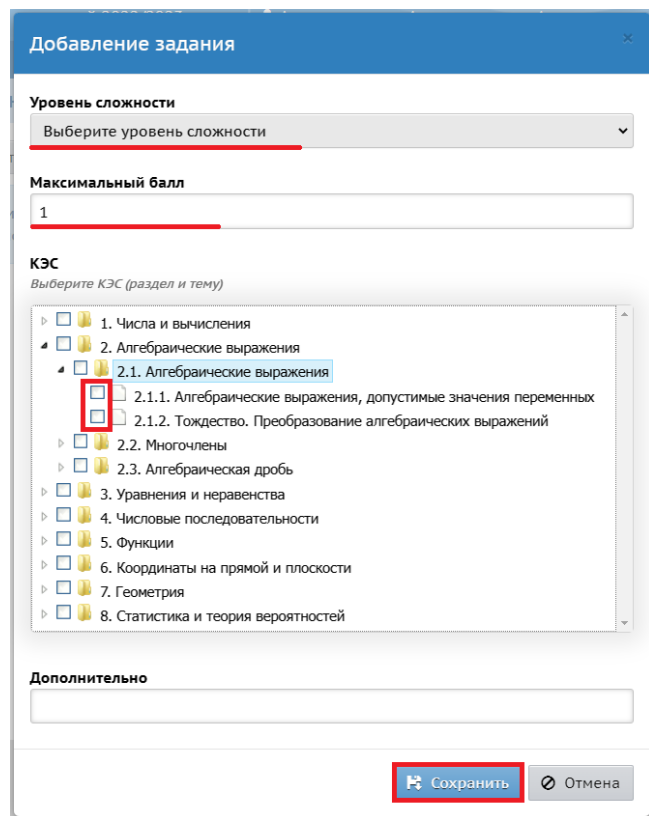 Добавление задания
Уровень сложности
Выберите уровень сложности
Максимальный балл
1
КЭС
Выберите КЭС (раздел и тему)
1. Числа и вычисления
2. Алгебраические выражения
2.1. Алгебраические выражения
2.1.1. Алгебраические выражения, допустимые значения переменных
2.1.2. Тождество. Преобразование алгебраических выражений
2.2. Многочлены
2.3. Алгебраическая дробь
3. Уравнения и неравенства
4. Числовые последовательности
5. Функции
6. Координаты на прямой и плоскости
7. Геометрия
8. Статистика и теория вероятностей
Дополнительно
Сохранить Отмена